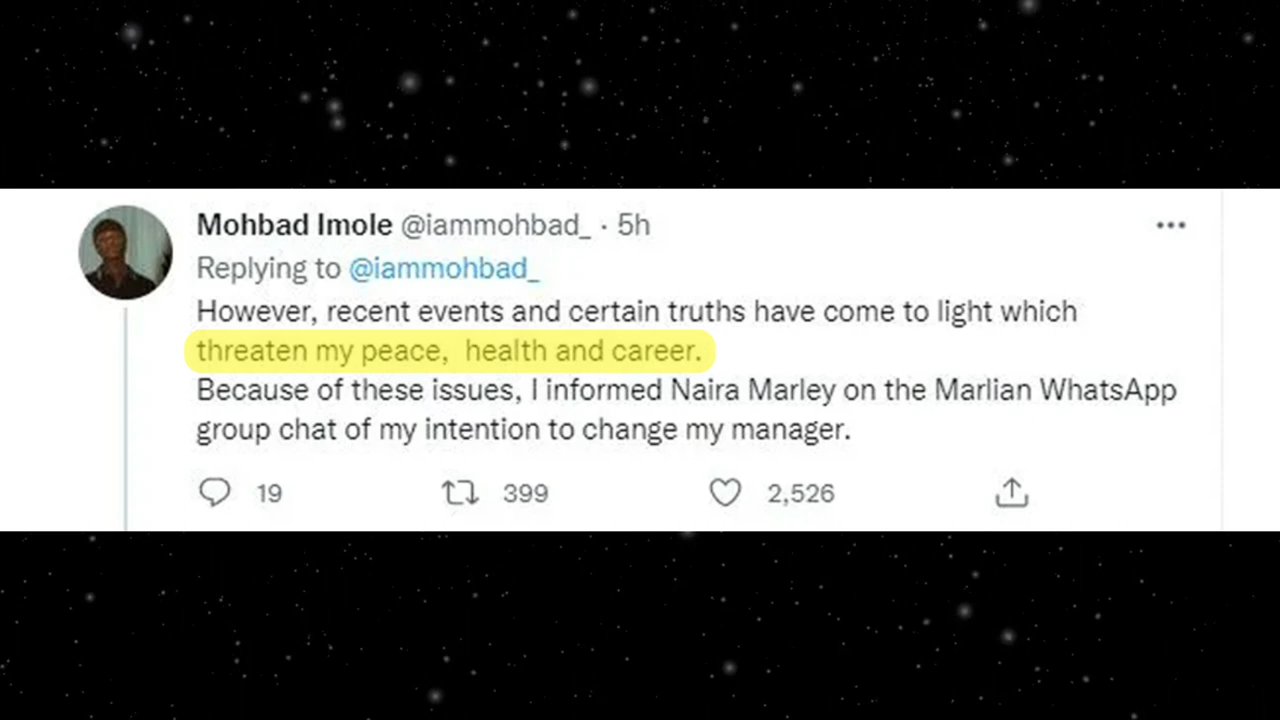 Mohbad Imole @iammohbad_ · 5h
Replying to @iammohbad_
However, recent events and certain truths have come to light which
threaten my peace,  health and career.
Because of these issues, I informed Naira Marley on the Marlian WhatsApp
group chat of my intention to change my manager.
19 399 2,526